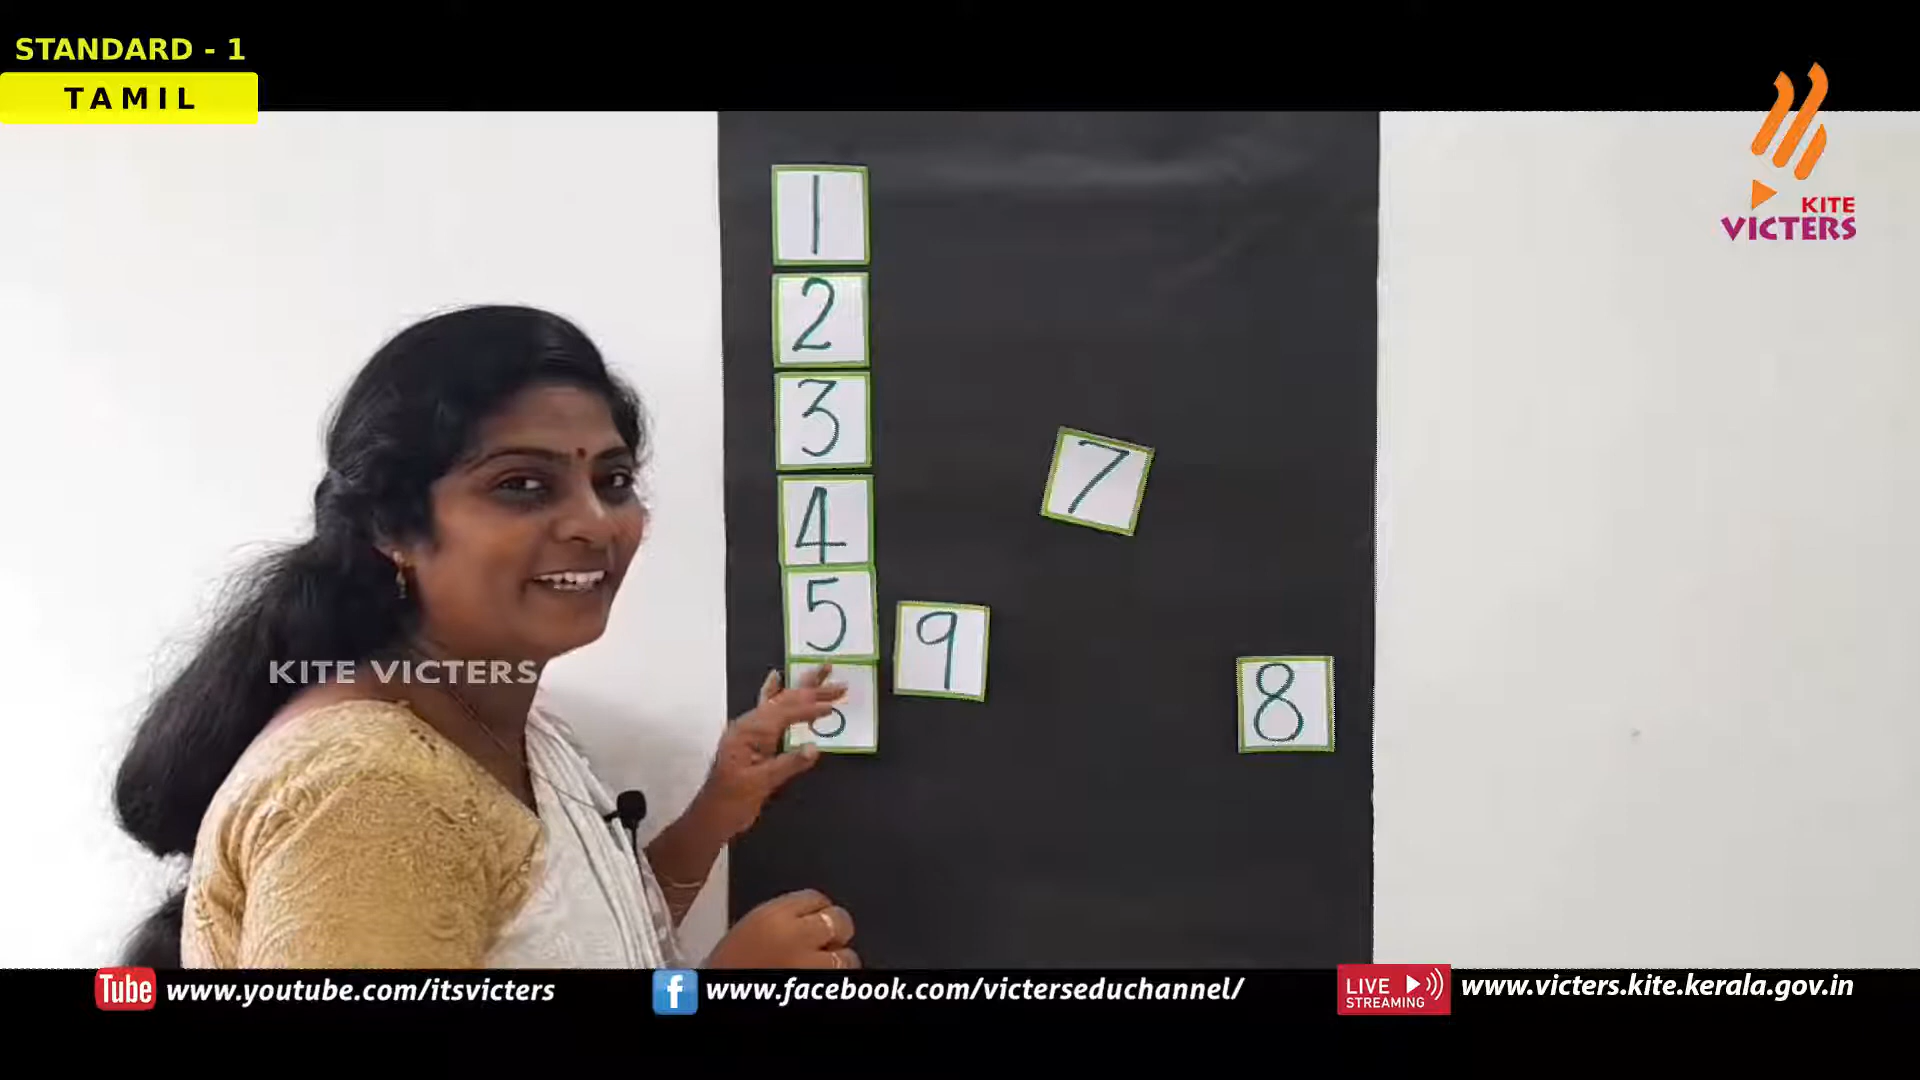 STANDARD - 1
TAMIL
KITE
VICTERS
1
2
3
4
5
7
9
8
KITE VICTERS
Tube www.youtube.com/itsvicters
f www.facebook.com/victerseduchannel/
LIVE STREAMING www.victers.kite.kerala.gov.in